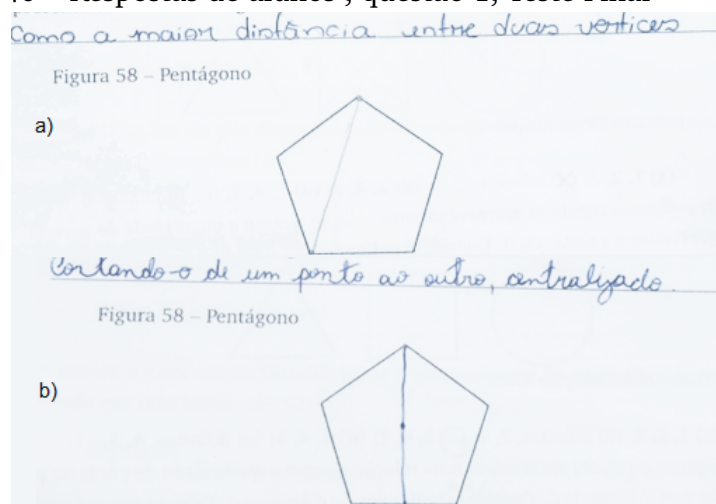 Respostas de alunos, questão 1, Teste Final
Como a maior distância entre duas vertices
Figura 58 – Pentágono
a)
Cortando-o de um ponto ao outro, centralizado.
Figura 58 – Pentágono
b)